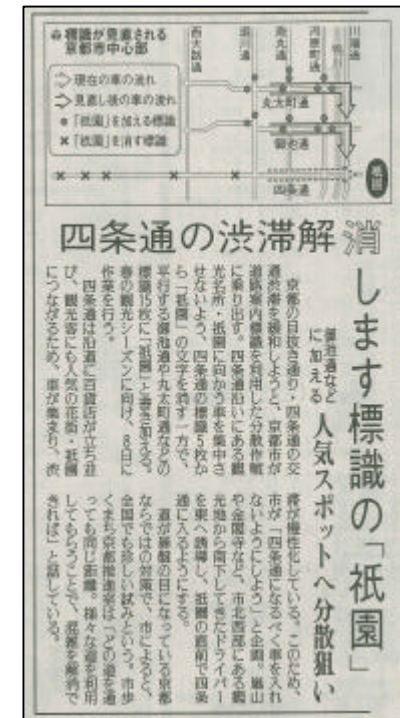 標識が見直される
京都市中心部
現在の車の流れ
見直し後の車の流れ
「祇園」を加える標識
「祇園」を消す標識
西大路通
堀川通
烏丸通
河原町通
鴨川
川端通
丸太町通
御池通
四条通
祇園
四条通の渋滞解消します標識の「祇園」
御池通など
に加える
人気スポットへ分散狙い
京都の目抜き通り・四条通の交
通渋滞を緩和しようと、京都市が
道路案内標識を利用した分散作戦
に乗り出す。四条通沿いにある観
光名所・祇園に向かう車を集中さ
せないよう、四条通の標識5枚か
ら「祇園」の文字を消す一方で、
平行する御池通や丸太町通などの
標識15枚に「祇園」と書き加える。
春の観光シーズンに向け、8日に
作業を行う。
四条通は沿道に百貨店が立ち並
び、観光客にも人気の花街・祇園
につながるため、車が集まり、渋
滞が慢性化している。このため、
市が「四条通になるべく車を入れ
ないようにしよう」と企画。嵐山
や金閣寺など、市北西部にある観
光地から南下してきたドライバー
を東へ誘導し、祇園の直前で四条
通に入るようにする。
道が碁盤の目になっている京都
ならではの対策で、市によると、
全国でも珍しい試みという。市歩
くまち京都推進室は「どの道を通
っても同じ距離。様々な道を利用
してもらうことで、混雑を解消で
きれば」と話している。